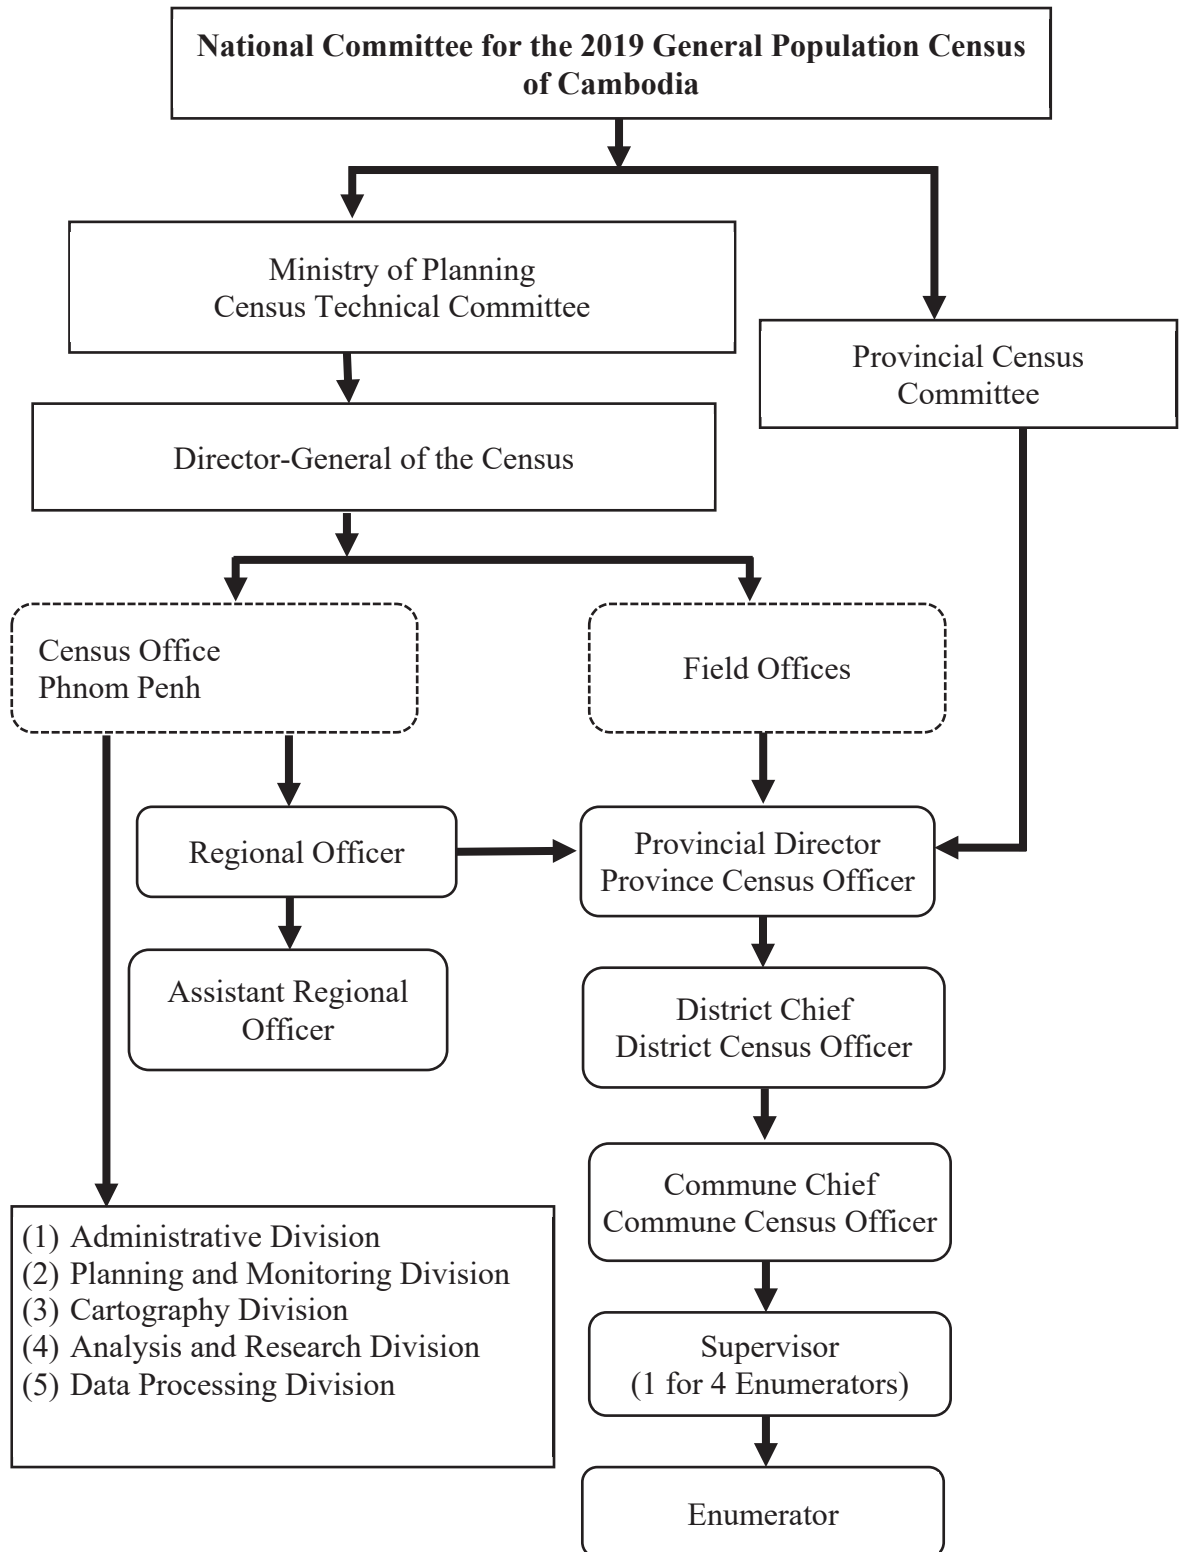 National Committee for the 2019 General Population Census
of Cambodia
Ministry of Planning
Census Technical Committee
Provincial Census
Committee
Director-General of the Census
Census Office
Phnom Penh
Field Offices
Regional Officer
Provincial Director
Province Census Officer
Assistant Regional
Officer
District Chief
District Census Officer
Commune Chief
Commune Census Officer
(1) Administrative Division
(2) Planning and Monitoring Division
(3) Cartography Division
(4) Analysis and Research Division
(5) Data Processing Division
Supervisor
(1 for 4 Enumerators)
Enumerator